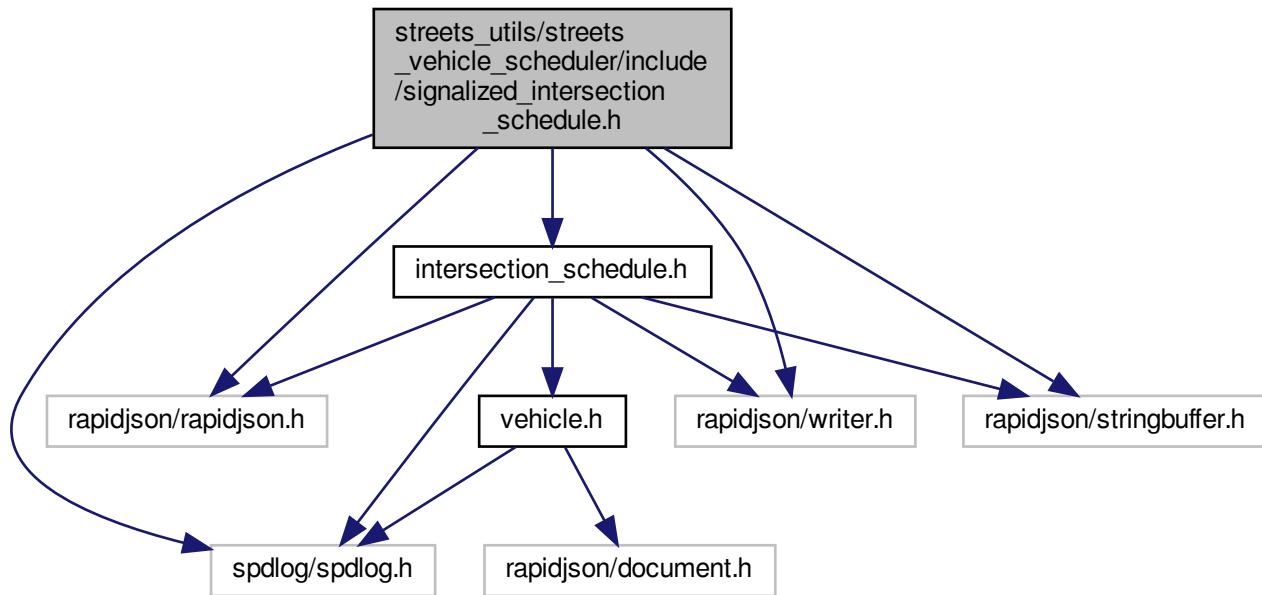 streets_utils/streets
_vehicle_scheduler/include
/signalized_intersection
_schedule.h
intersection_schedule.h
rapidjson/rapidjson.h
vehicle.h
rapidjson/writer.h
rapidjson/stringbuffer.h
spdlog/spdlog.h
rapidjson/document.h